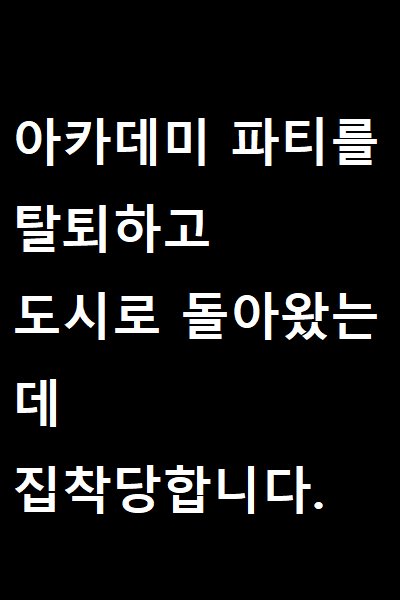 아카데미 파티를
탈퇴하고
도시로 돌아왔는
데
집착당합니다.